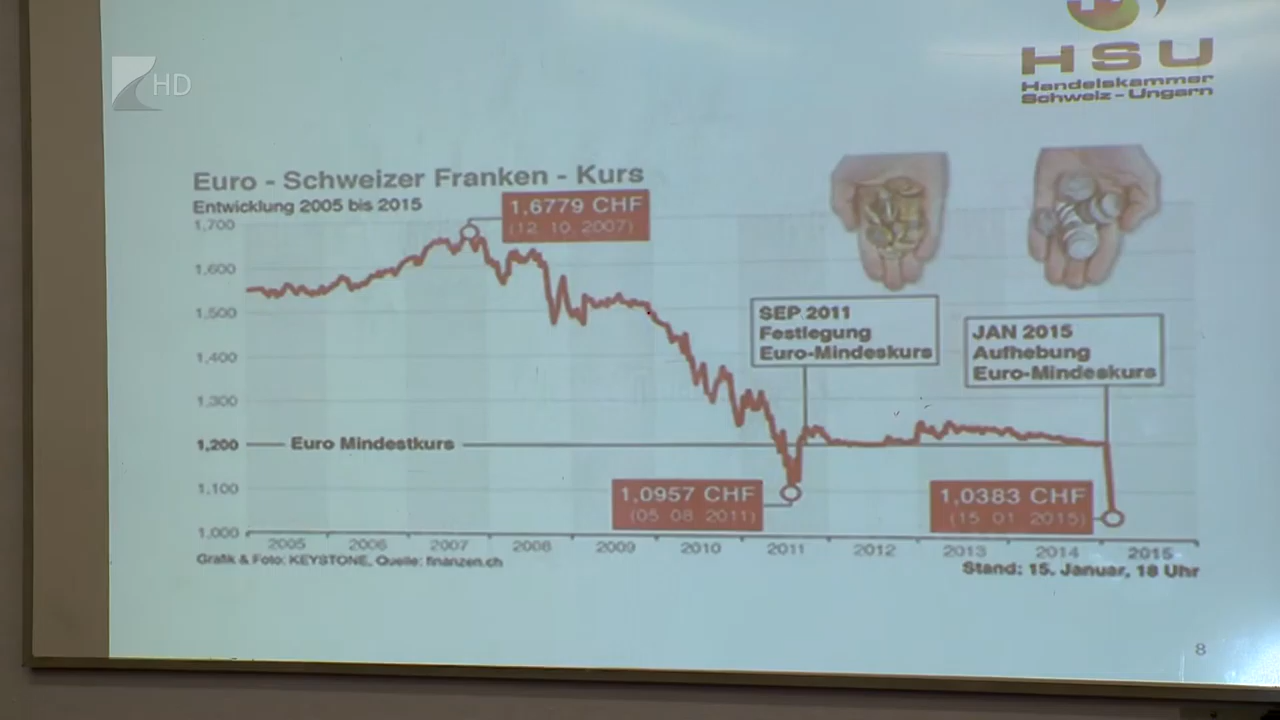 HD
HSU
Handelskammer
Schweiz - Ungarn
Euro - Schweizer Franken - Kurs
Entwicklung 2005 bis 2015
1,6779 CHF
(12. 10. 2007)
1,700
1,600
1,500
1,400
1,300
1,200
1,100
1,000
SEP 2011
Festlegung
Euro-Mindeskurs
JAN 2015
Aufhebung
Euro-Mindeskurs
Euro Mindestkurs
1,0957 CHF
(05 08 2011)
1,0383 CHF
(15 01 2015)
2005 2006 2007 2008 2009 2010 2011 2012 2013 2014 2015
Grafik & Foto: KEYSTONE, Quelle: finanzen.ch
Stand: 15. Januar, 18 Uhr
8